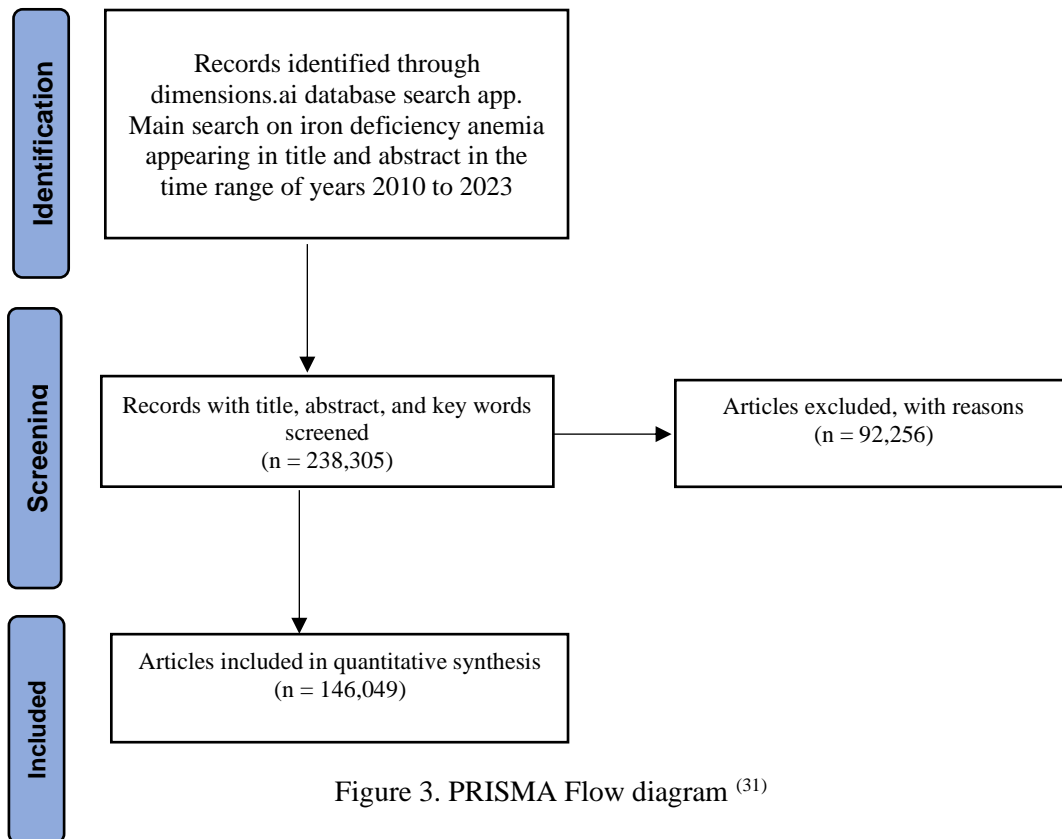 Identification
Records identified through
dimensions.ai database search app.
Main search on iron deficiency anemia
appearing in title and abstract in the
time range of years 2010 to 2023
Screening
Records with title, abstract, and key words
screened
(n = 238,305)
Articles excluded, with reasons
(n = 92,256)
Included
Articles included in quantitative synthesis
(n = 146,049)
Figure 3. PRISMA Flow diagram (31)